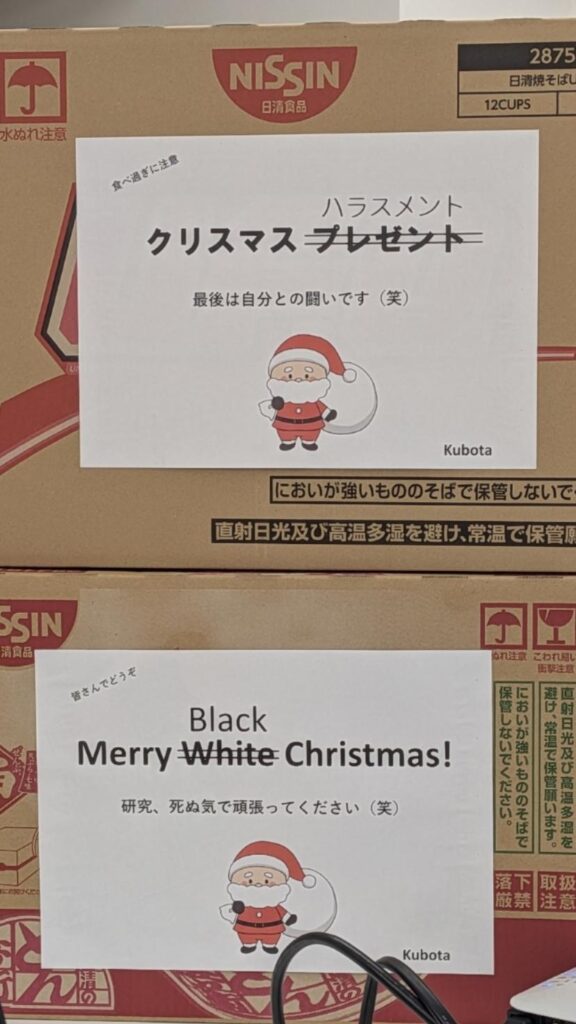 NISSIN
日清食品
2875
日清焼そば
12CUPS
水ぬれ注意
食べ過ぎに注意
ハラスメント
クリスマス プレゼント
最後は自分との闘いです（笑）
Kubota
においが強いもののそばで保管しないで
直射日光及び高温多湿を避け、常温で保管願
SSIN
清食品
ぬれ注意
こわれ易い
衝撃注意
皆さんでどうぞ
Black
Merry White Christmas!
研究、死ぬ気で頑張ってください（笑）
Kubota
直射日光及び高温多湿を
避け、常温で保管願います。
においが強いもののそばで
保管しないでください。
落下
厳禁
取扱
注意
清の
どん